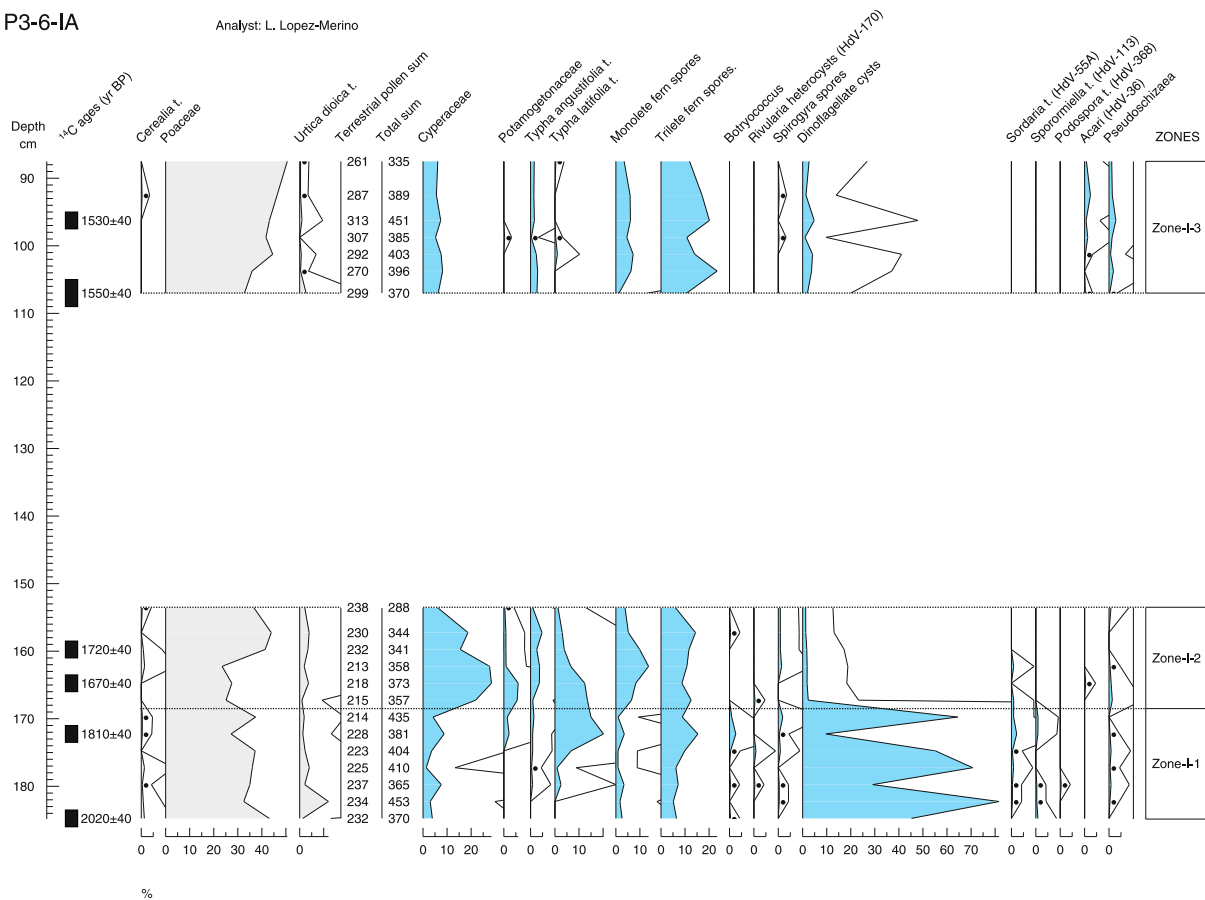 P3-6-IA
Analyst: L. Lopez-Merino
Depth
cm
14C ages (yr BP)
Cerealia t.
Poaceae
Urtica dioica t.
Terrestrial pollen sum
Total sum
Cyperaceae
Potamogetonaceae
Typha angustifolia t.
Typha latifolia t.
Monolete fern spores
Trilete fern spores.
Botryococcus
Rivularia heterocysts (HdV-170)
Spirogyra spores
Dinoflagellate cysts
Sordaria t. (HdV-55A)
Sporormiella t. (HdV-113)
Podospora t. (HdV-368)
Acari (HdV-36)
Pseudoschizaea
ZONES
261 335
90
287 389
1530±40 313 451
307 385
Zone-I-3
100
292 403
270 396
1550±40 299 370
110
120
130
140
150
238 288
230 344
1720±40 232 341
160
Zone-I-2
213 358
1670±40 218 373
215 357
170
214 435
1810±40 228 381
223 404
Zone-I-1
225 410
180
237 365
234 453
2020±40 232 370
0 0 10 20 30 40 0 0 10 20 0 0 0 10 0 10 0 10 20 0 0 0 0 10 20 30 40 50 60 70 0 0 0 0 0
%